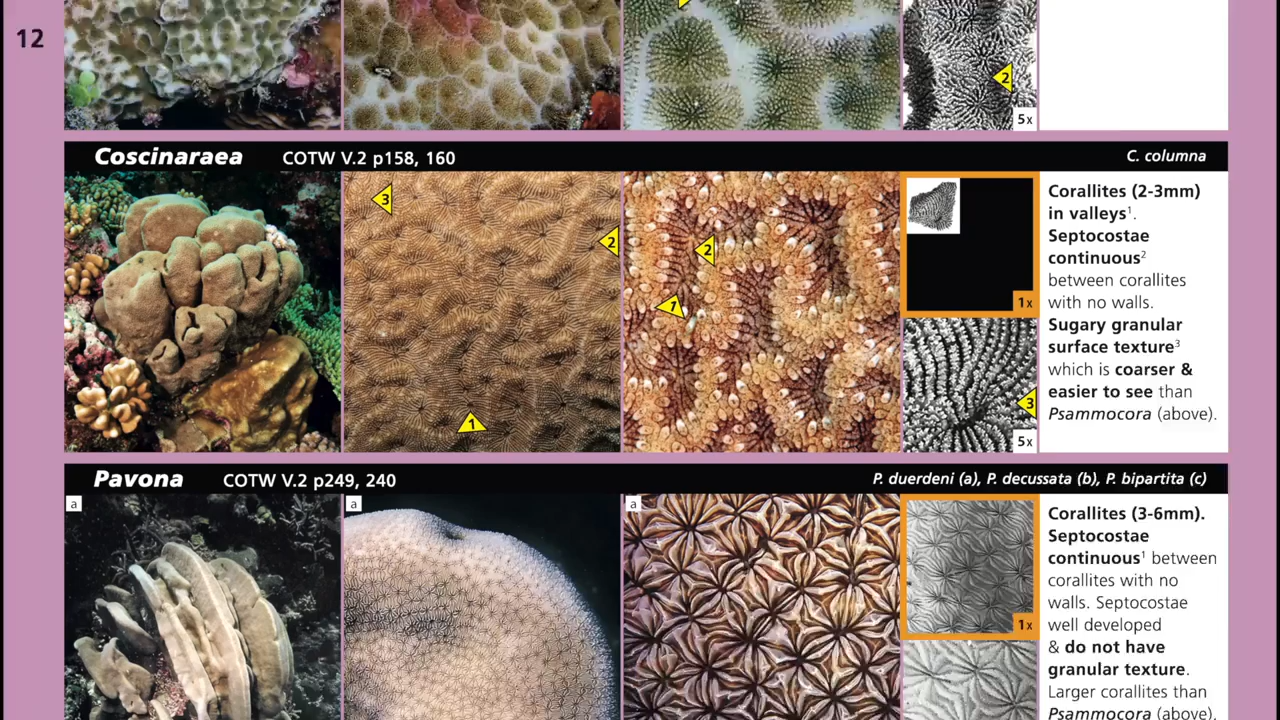 12
2
5x
Coscinaraea COTW V.2 p158, 160 C. columna
3
2
1
2
1
1x
3
5x
Corallites (2-3mm)
in valleys¹.
Septocostae
continuous²
between corallites
with no walls.
Sugary granular
surface texture³
which is coarser &
easier to see than
Psammocora (above).
Pavona COTW V.2 p249, 240 P. duerdeni (a), P. decussata (b), P. bipartita (c)
a
a
a
1x
Corallites (3-6mm).
Septocostae
continuous¹ between
corallites with no
walls. Septocostae
well developed
& do not have
granular texture.
Larger corallites than
Psammocora (above).